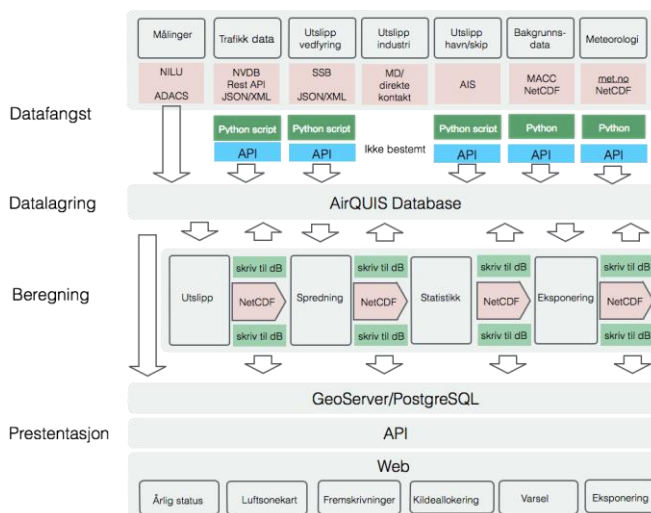 Målinger
Trafikk data
Utslipp
vedfyring
Utslipp
industri
Utslipp
havn/skip
Bakgrunns-
data
Meteorologi
NILU
ADACS
NVDB
Rest API
JSON/XML
SSB
JSON/XML
MD/
direkte
kontakt
AIS
MACC
NetCDF
met.no
NetCDF
Datafangst
Python script
Python script
Ikke bestemt
Python script
Python
Python
API
API
API
API
API
Datalagring
AirQUIS Database
Beregning
Utslipp
skriv til dB
NetCDF
skriv til dB
Spredning
skriv til dB
NetCDF
skriv til dB
Statistikk
skriv til dB
NetCDF
skriv til dB
Eksponering
skriv til dB
NetCDF
skriv til dB
GeoServer/PostgreSQL
Prestentasjon
API
Web
Årlig status
Luftsonekart
Fremskrivninger
Kildeallokering
Varsel
Eksponering